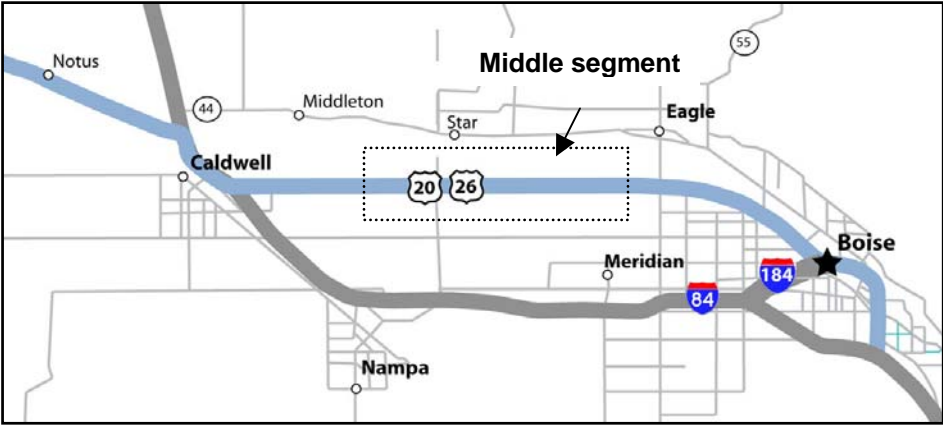 55
Notus
Middle segment
44
Middleton
Eagle
Star
Caldwell
20
26
Boise
Meridian
184
84
Nampa